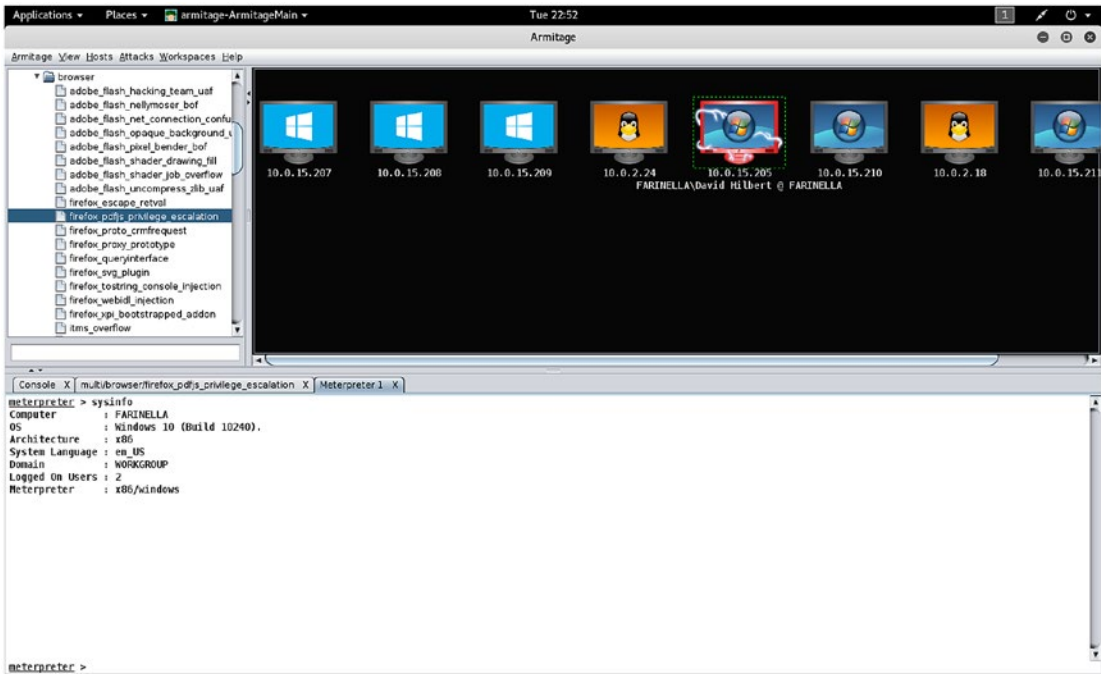 Applications ▾ Places ▾ armitage-ArmitageMain ▾ Tue 22:52 1
Armitage
Armitage View Hosts Attacks Workspaces Help
browser
adobe_flash_hacking_team_uaf
adobe_flash_nellymoser_bof
adobe_flash_net_connection_confu
adobe_flash_opaque_background_u
adobe_flash_pixel_bender_bof
adobe_flash_shader_drawing_fill
adobe_flash_shader_job_overflow
adobe_flash_uncompress_zlib_uaf
firefox_escape_retval
firefox_pdfjs_privilege_escalation
firefox_proto_crmfrequest
firefox_proxy_prototype
firefox_queryinterface
firefox_svg_plugin
firefox_tostring_console_injection
firefox_webidl_injection
firefox_xpi_bootstrapped_addon
itms_overflow
10.0.15.207 10.0.15.208 10.0.15.209 10.0.2.24 10.0.15.205 10.0.15.210 10.0.2.18 10.0.15.211
FARINELLA\David Hilbert @ FARINELLA
Console X multi/browser/firefox_pdfjs_privilege_escalation X Meterpreter 1 X
meterpreter > sysinfo
Computer : FARINELLA
OS : Windows 10 (Build 10240).
Architecture : x86
System Language : en_US
Domain : WORKGROUP
Logged On Users : 2
Meterpreter : x86/windows
meterpreter >